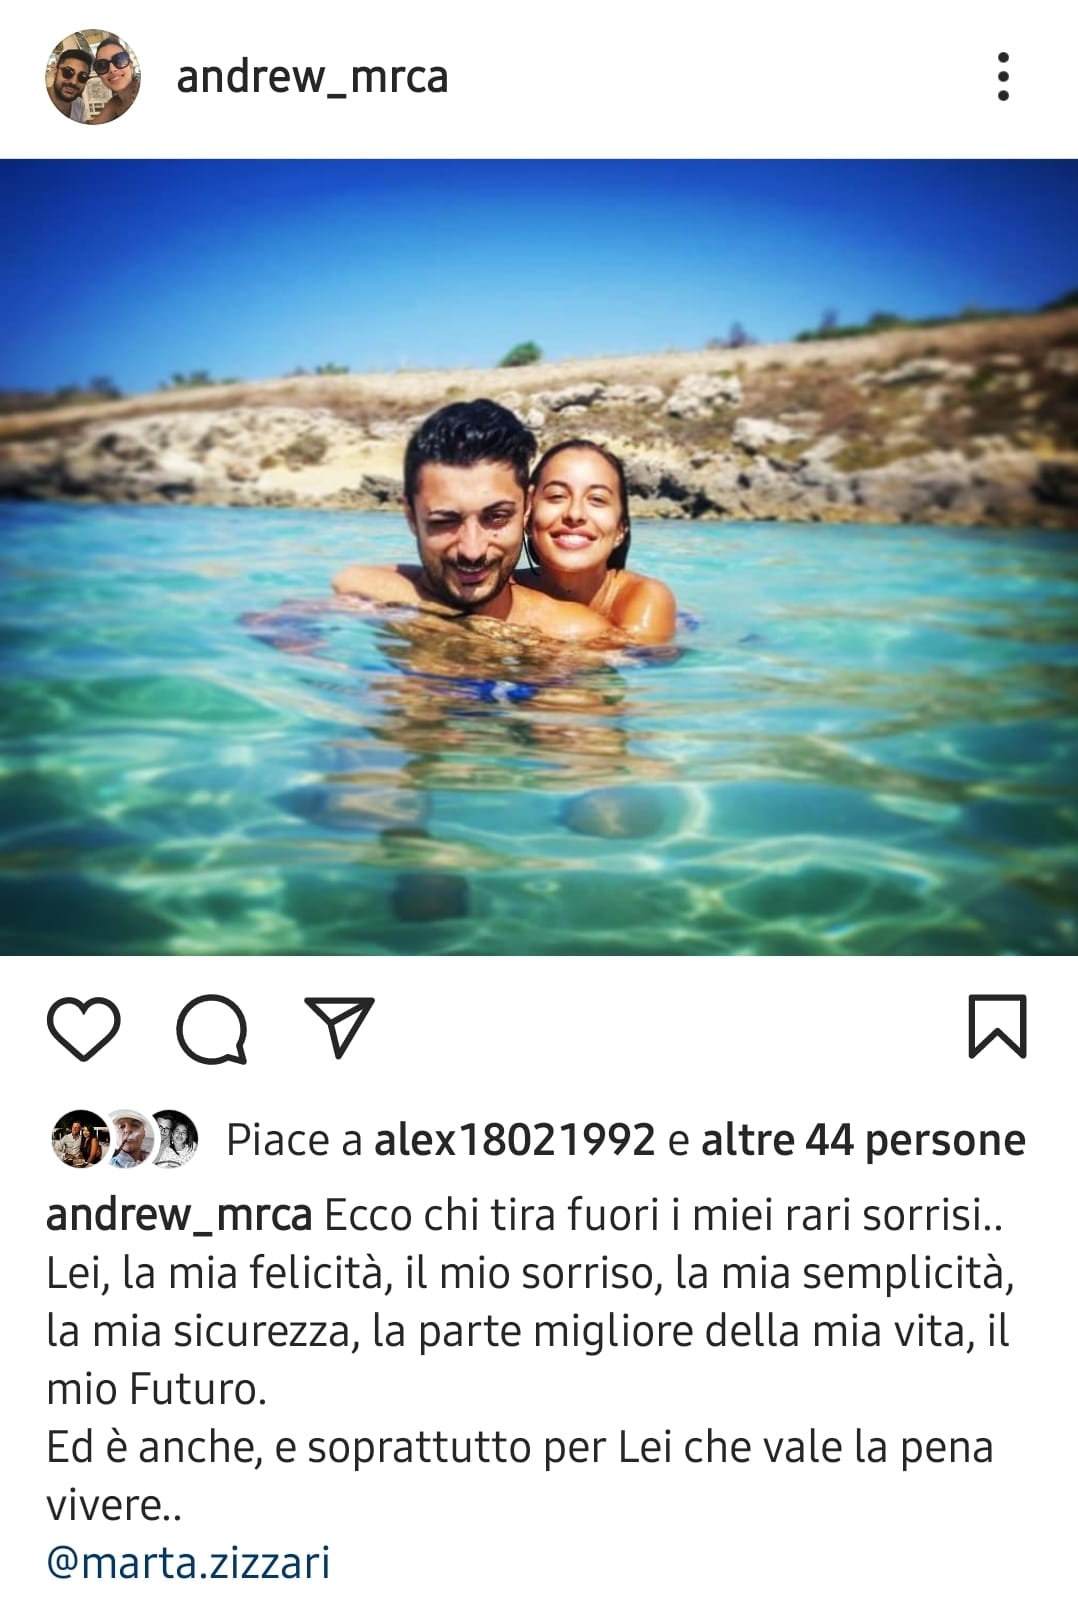 andrew_mrca
Piace a alex18021992 e altre 44 persone
andrew_mrca Ecco chi tira fuori i miei rari sorrisi..
Lei, la mia felicità, il mio sorriso, la mia semplicità,
la mia sicurezza, la parte migliore della mia vita, il
mio Futuro.
Ed è anche, e soprattutto per Lei che vale la pena
vivere..
@marta.zizzari